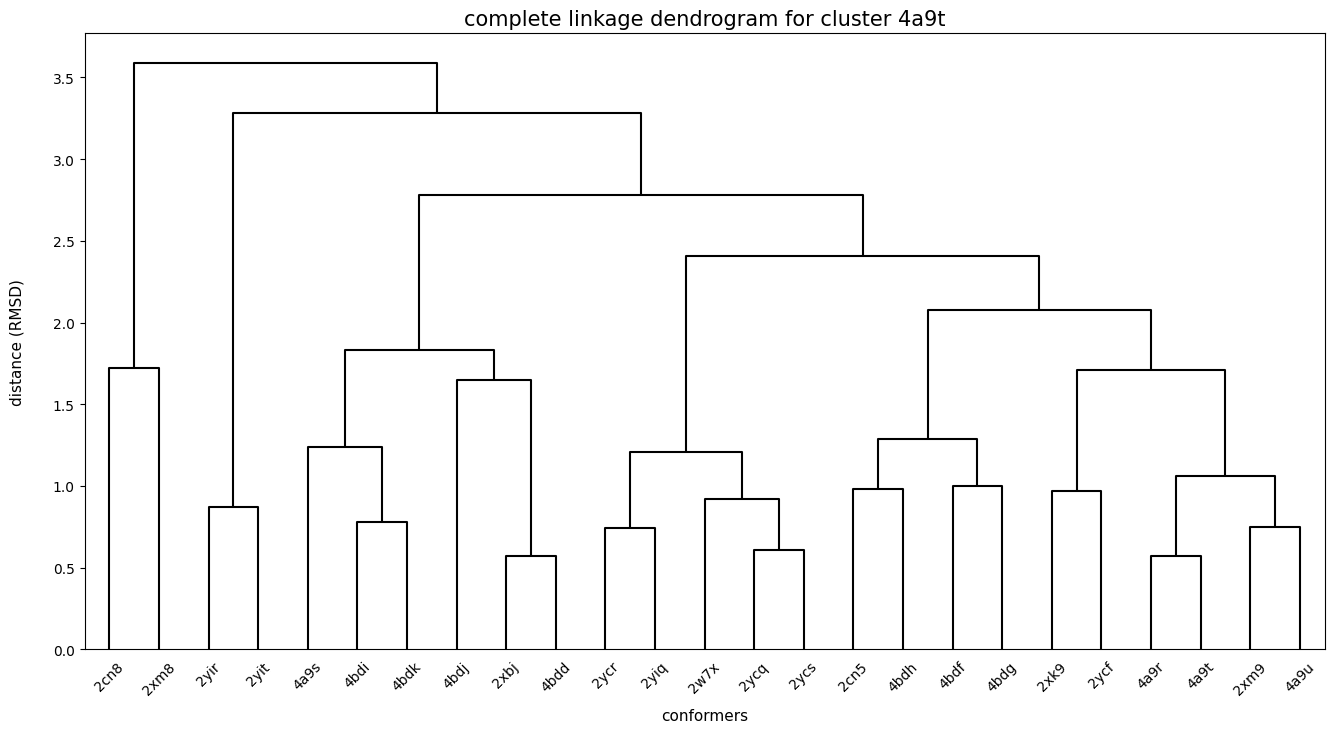 complete linkage dendrogram for cluster 4a9t
distance (RMSD)
3.5
3.0
2.5
2.0
1.5
1.0
0.5
0.0
2cn8 2xm8 2yir 2yit 4a9s 4bdi 4bdk 4bdj 2xbj 4bdd 2ycr 2yiq 2w7x 2ycq 2ycs 2cn5 4bdh 4bdf 4bdg 2xk9 2ycf 4a9r 4a9t 2xm9 4a9u
conformers